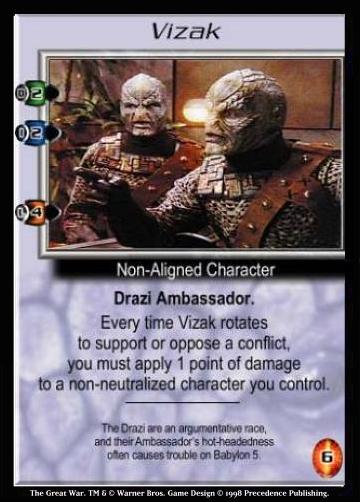 Vizak
2
2
4
Non-Aligned Character
Drazi Ambassador.
Every time Vizak rotates
to support or oppose a conflict,
you must apply 1 point of damage
to a non-neutralized character you control.
The Drazi are an argumentative race,
and their Ambassador's hot-headedness
often causes trouble on Babylon 5.
6
The Great War. TM & © Warner Bros. Game Design © 1998 Precedence Publishing.